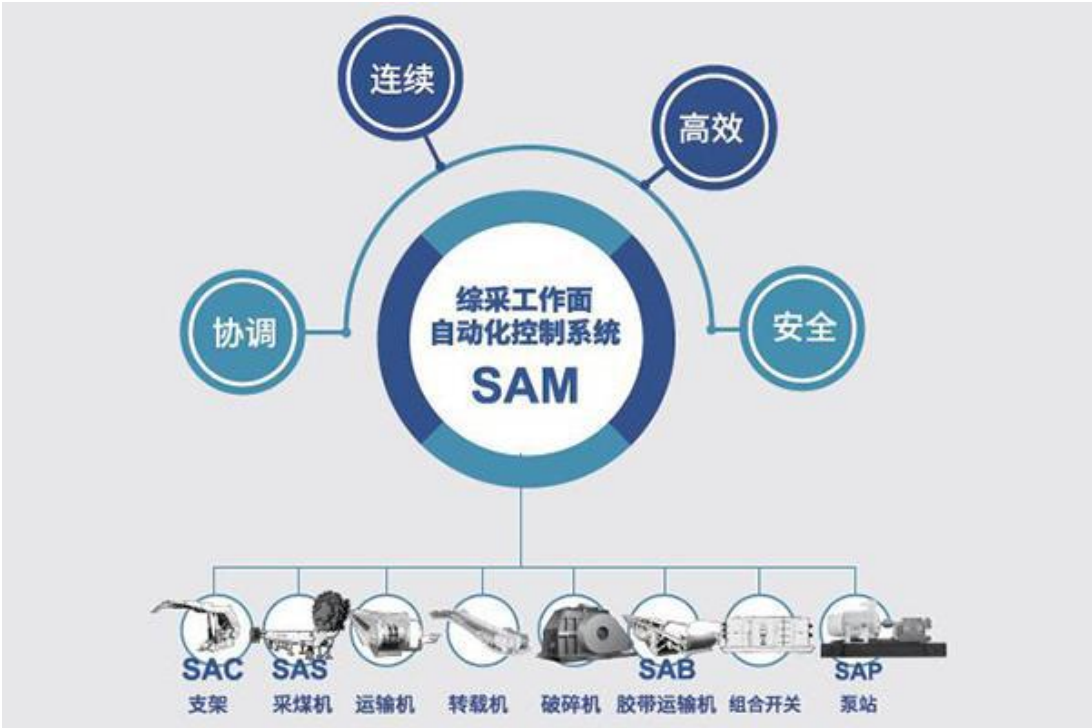 连续
高效
协调
安全
综采工作面
自动化控制系统
SAM
SAC
SAS
SAB
SAP
支架
采煤机
运输机
转载机
破碎机
胶带运输机
组合开关
泵站